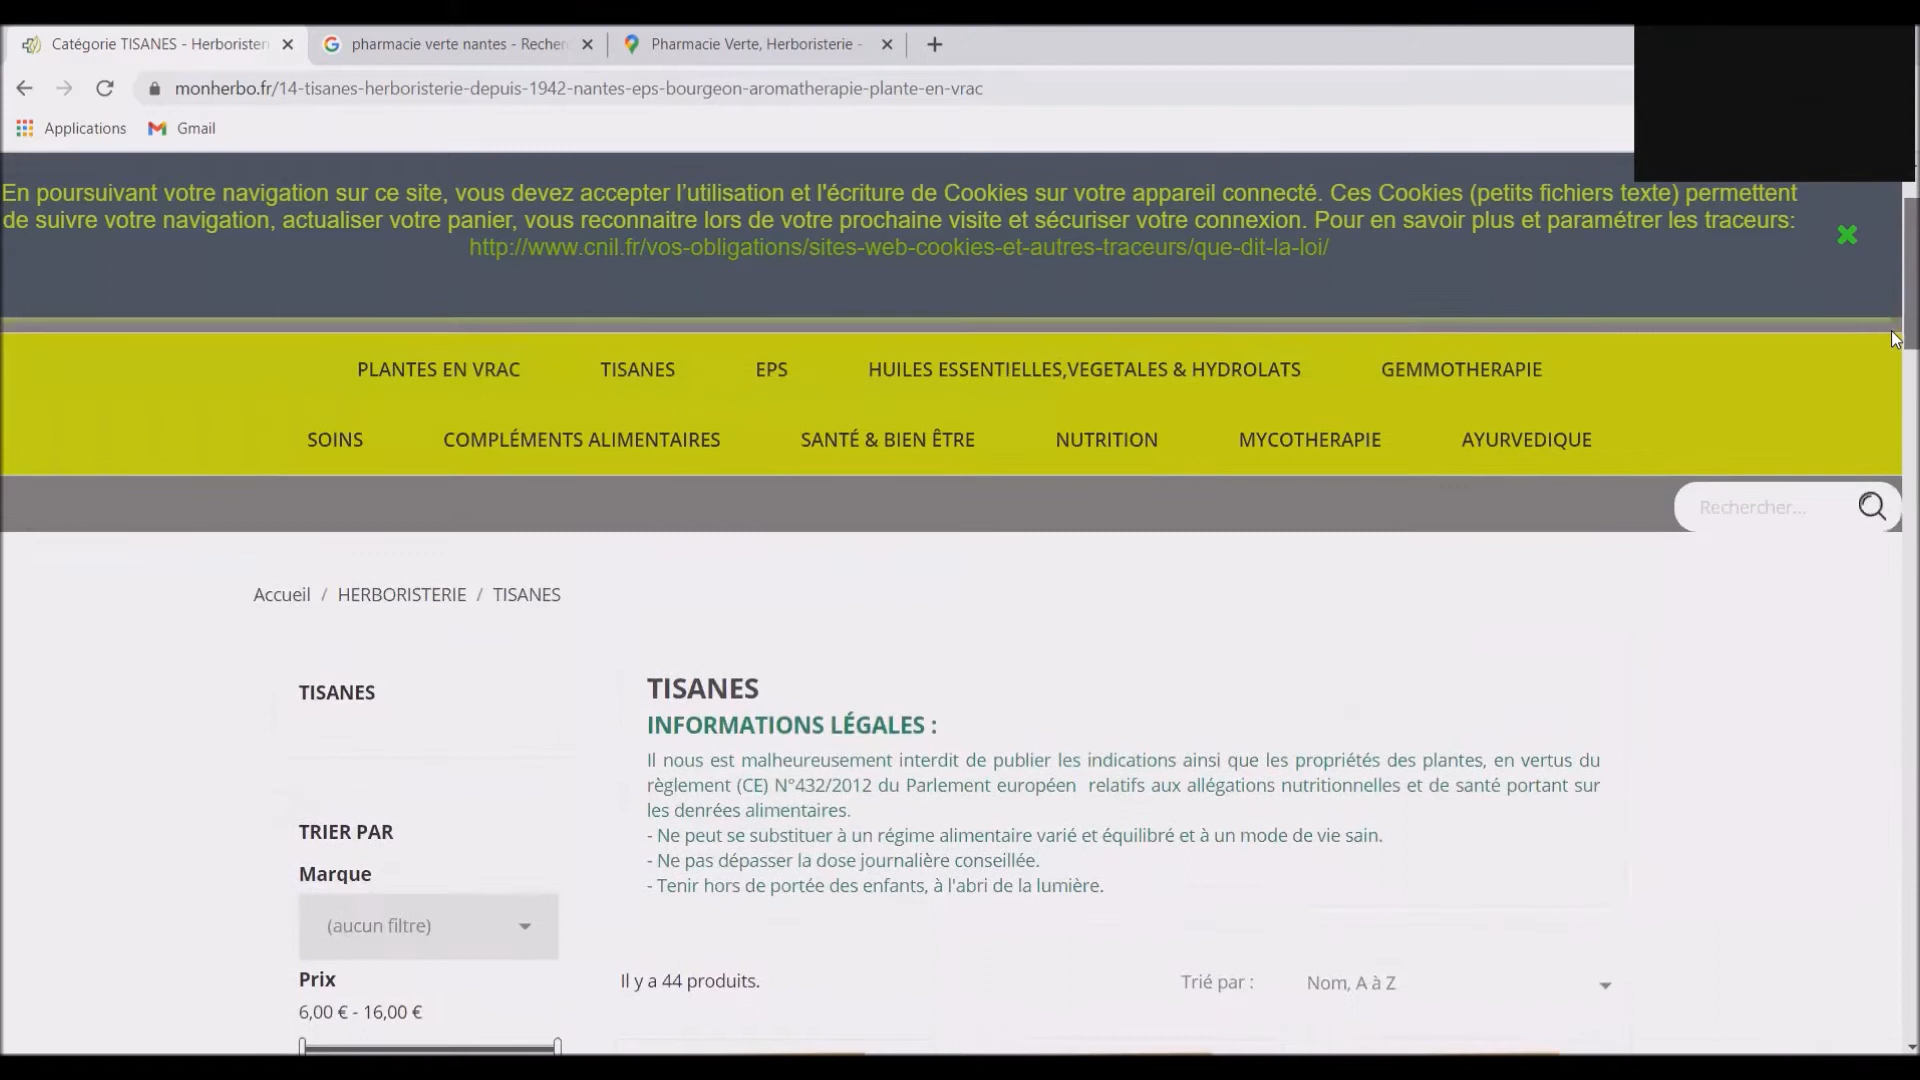 Catégorie TISANES - Herborister
pharmacie verte nantes - Recher
Pharmacie Verte, Herboristerie -
monherbo.fr/14-tisanes-herboristerie-depuis-1942-nantes-eps-bourgeon-aromatherapie-plante-en-vrac
Applications
Gmail
En poursuivant votre navigation sur ce site, vous devez accepter l’utilisation et l'écriture de Cookies sur votre appareil connecté. Ces Cookies (petits fichiers texte) permettent
de suivre votre navigation, actualiser votre panier, vous reconnaitre lors de votre prochaine visite et sécuriser votre connexion. Pour en savoir plus et paramétrer les traceurs:
http://www.cnil.fr/vos-obligations/sites-web-cookies-et-autres-traceurs/que-dit-la-loi/
PLANTES EN VRAC TISANES EPS HUILES ESSENTIELLES,VEGETALES & HYDROLATS GEMMOTHERAPIE
SOINS COMPLÉMENTS ALIMENTAIRES SANTÉ & BIEN ÊTRE NUTRITION MYCOTHERAPIE AYURVEDIQUE
Rechercher...
Accueil / HERBORISTERIE / TISANES
TISANES
TRIER PAR
Marque
(aucun filtre)
Prix
6,00 € - 16,00 €
TISANES
INFORMATIONS LÉGALES :
Il nous est malheureusement interdit de publier les indications ainsi que les propriétés des plantes, en vertus du
règlement (CE) N°432/2012 du Parlement européen relatifs aux allégations nutritionnelles et de santé portant sur
les denrées alimentaires.
- Ne peut se substituer à un régime alimentaire varié et équilibré et à un mode de vie sain.
- Ne pas dépasser la dose journalière conseillée.
- Tenir hors de portée des enfants, à l'abri de la lumière.
Il y a 44 produits.
Trié par :
Nom, A à Z